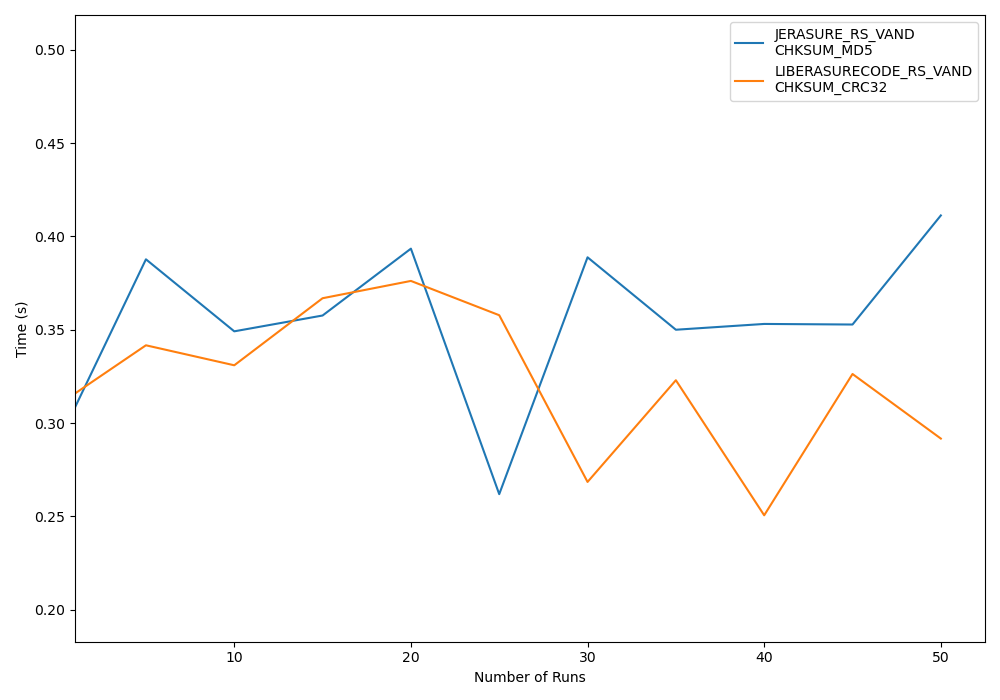 JERASURE_RS_VAND
CHKSUM_MD5
LIBERASURECODE_RS_VAND
CHKSUM_CRC32
0.50
0.45
0.40
0.35
0.30
0.25
0.20
Time (s)
10 20 30 40 50
Number of Runs